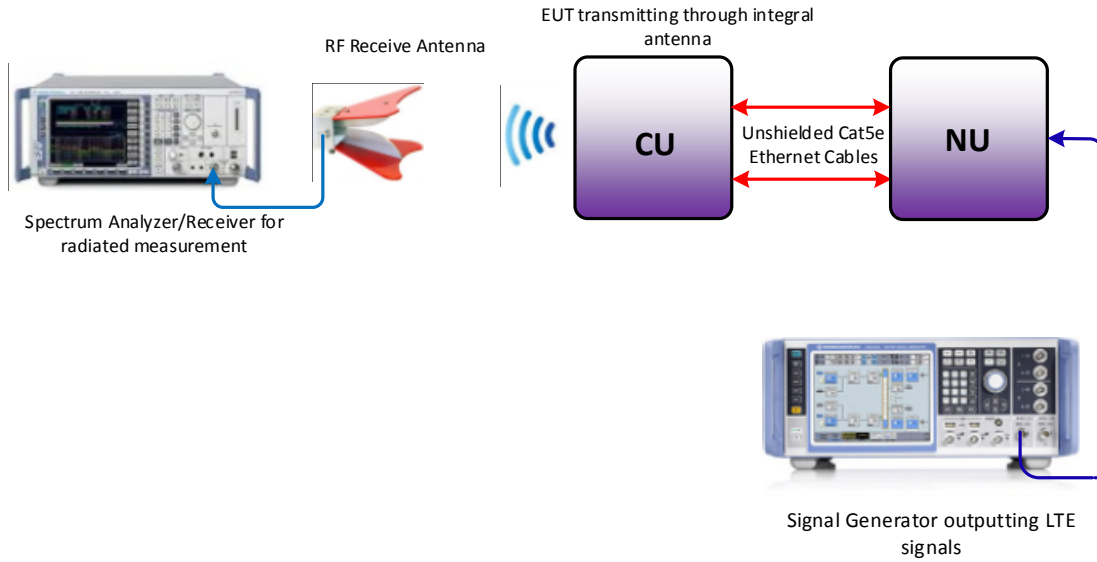 EUT transmitting through integral
antenna
RF Receive Antenna
CU
Unshielded Cat5e
Ethernet Cables
NU
Spectrum Analyzer/Receiver for
radiated measurement
Signal Generator outputting LTE
signals